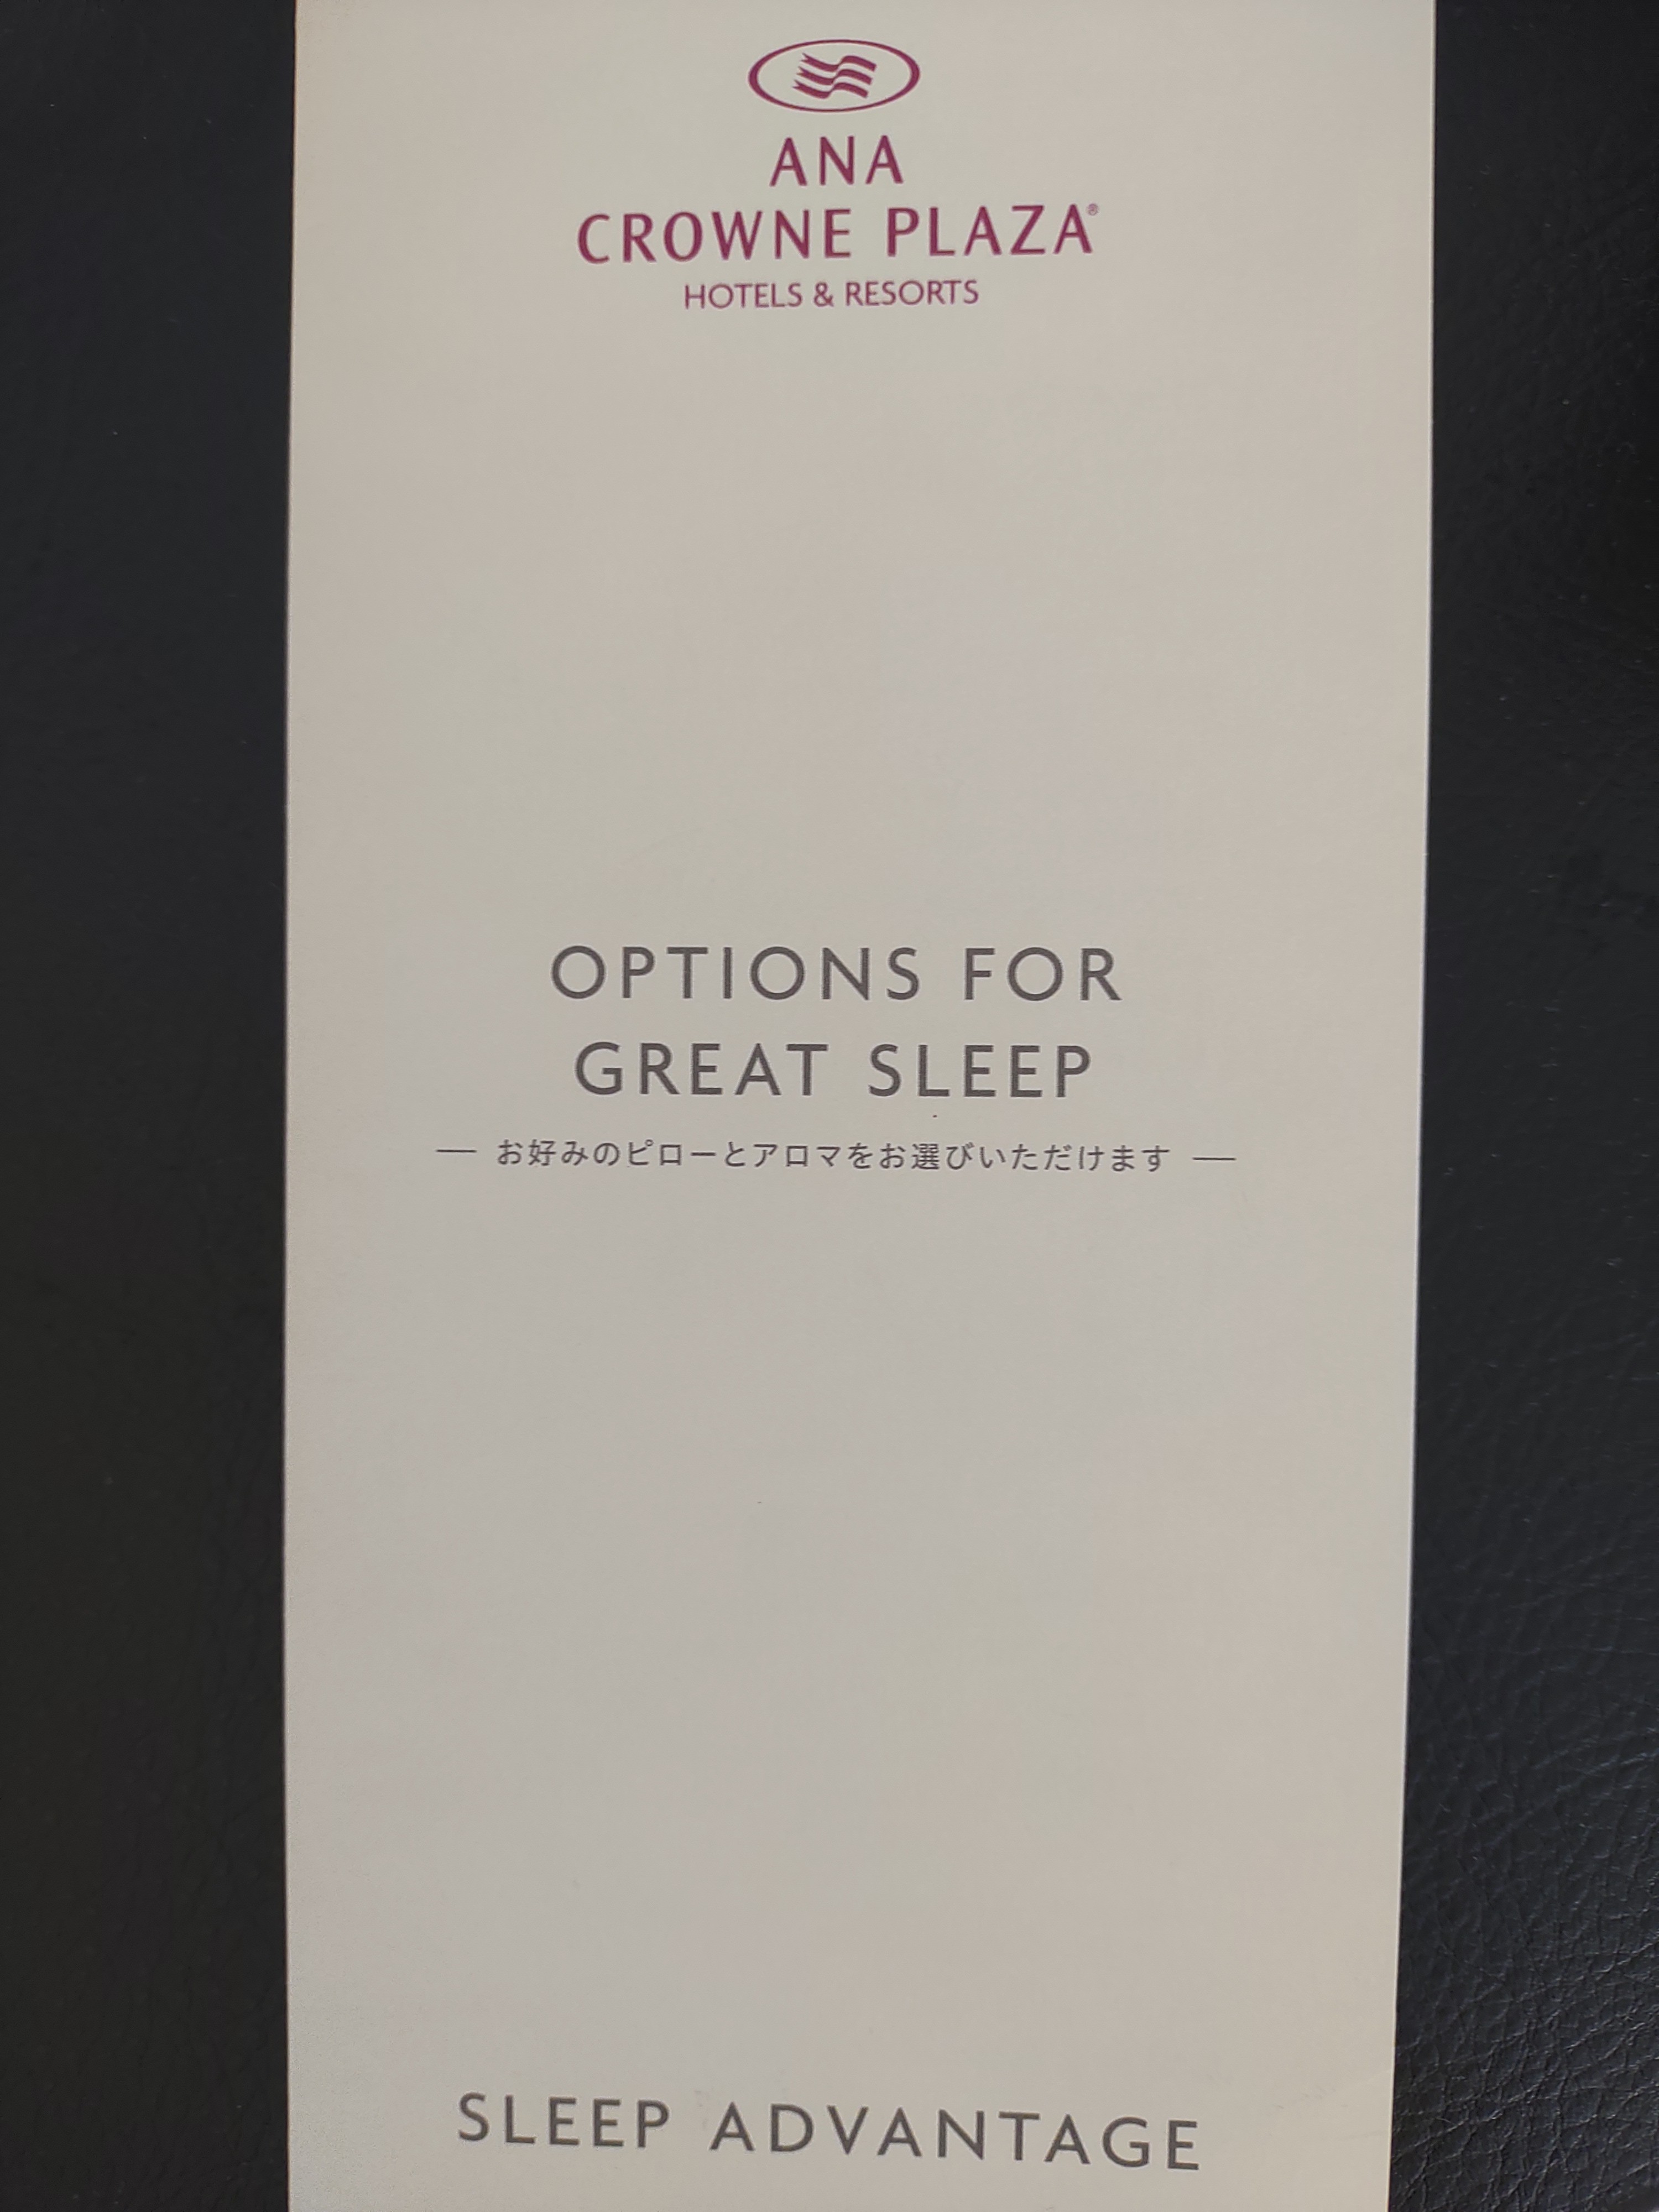 ANA
CROWNE PLAZA®
HOTELS & RESORTS
OPTIONS FOR
GREAT SLEEP
— お好みのピローとアロマをお選びいただけます —
SLEEP ADVANTAGE